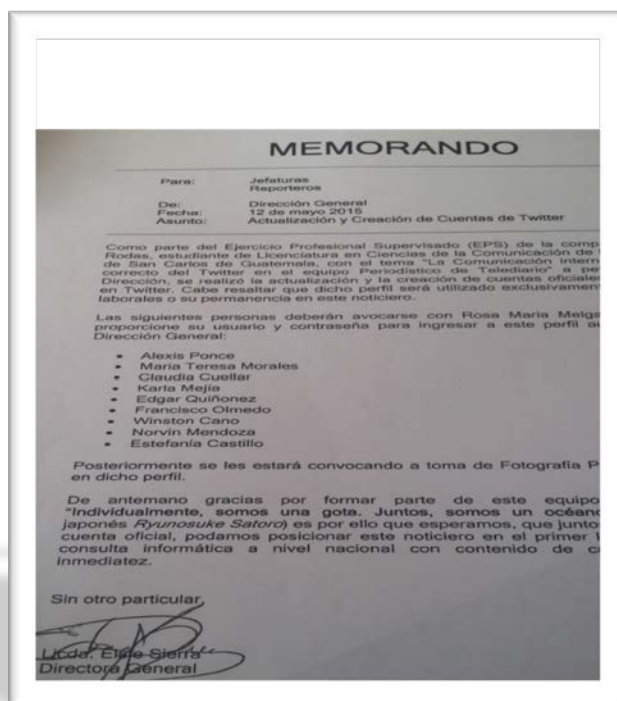 MEMORANDO
Para: Jefaturas
Reporteros
De: Dirección General
Fecha: 12 de mayo 2015
Asunto: Actualización y Creación de Cuentas de Twitter
Como parte del Ejercicio Profesional Supervisado (EPS) de la comp
Rodas, estudiante de Licenciatura en Ciencias de la Comunicación de
de San Carlos de Guatemala, con el tema "La Comunicación Intern
correcto del Twitter en el equipo Periodístico de Telediario" a pe
Dirección, se realizó la actualización y la creación de cuentas oficiale
en Twitter. Cabe resaltar que dicho perfil será utilizado exclusivamen
laborales o su permanencia en este noticiero.
Las siguientes personas deberán avocarse con Rosa María Melg
proporcione su usuario y contraseña para ingresar a este perfil au
Dirección General:
• Alexis Ponce
• María Teresa Morales
• Claudia Cuellar
• Karla Mejía
• Edgar Quiñonez
• Francisco Olmedo
• Winston Cano
• Norvin Mendoza
• Estefanía Castillo
Posteriormente se les estará convocando a toma de Fotografía P
en dicho perfil.
De antemano gracias por formar parte de este equipo
"Individualmente, somos una gota. Juntos, somos un océano
japonés Ryunosuke Satoro) es por ello que esperamos, que junto
cuenta oficial, podamos posicionar este noticiero en el primer l
consulta informática a nivel nacional con contenido de c
inmediatez.
Sin otro particular,
Licda. Sierra
Directora General